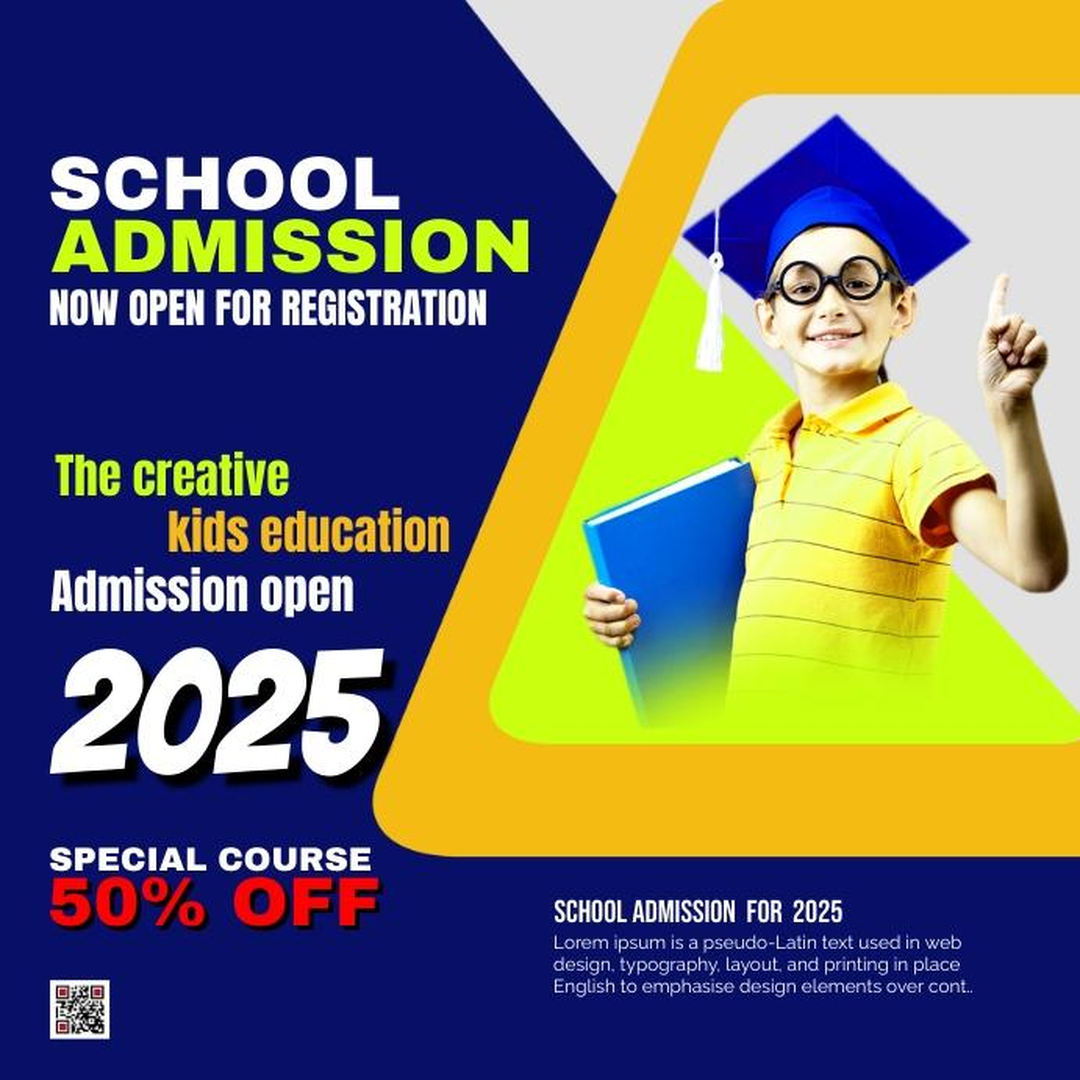 SCHOOL
ADMISSION
NOW OPEN FOR REGISTRATION
The creative
kids education
Admission open
2025
SPECIAL COURSE
50% OFF
SCHOOL ADMISSION FOR 2025
Lorem ipsum is a pseudo-Latin text used in web
design, typography, layout, and printing in place
English to emphasise design elements over cont..